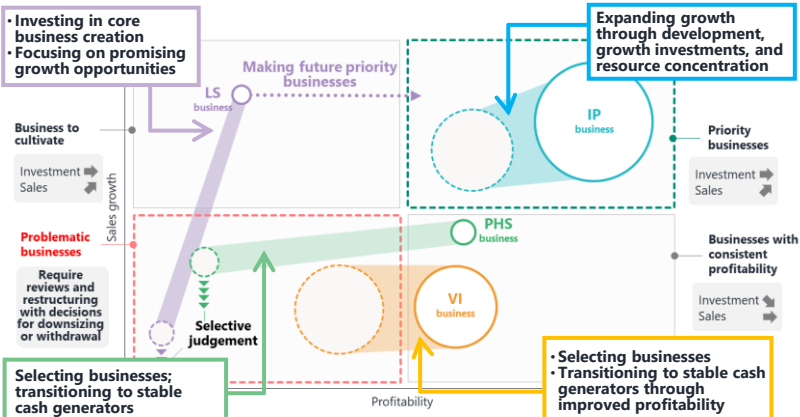 • Investing in core
business creation
• Focusing on promising
growth opportunities
Expanding growth
through development,
growth investments, and
resource concentration
Making future priority
businesses
LS
business
IP
business
Business to
cultivate
Investment
Sales
Sales growth
Priority
businesses
Investment
Sales
Problematic
businesses
Require
reviews and
restructuring
with decisions
for downsizing
or withdrawal
PHS
business
VI
business
Businesses with
consistent
profitability
Investment
Sales
Selective
judgement
Selecting businesses;
transitioning to stable
cash generators
• Selecting businesses
• Transitioning to stable cash
generators through
improved profitability
Profitability